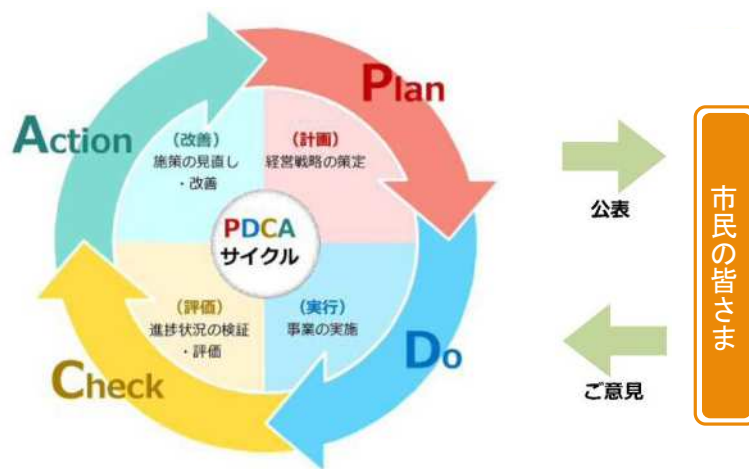 Plan
Action
(改善)
施策の見直し
・改善
(計画)
経営戦略の策定
PDCA
サイクル
(評価)
進捗状況の検証
・評価
(実行)
事業の実施
Do
Check
公表
ご意見
市民の皆さま